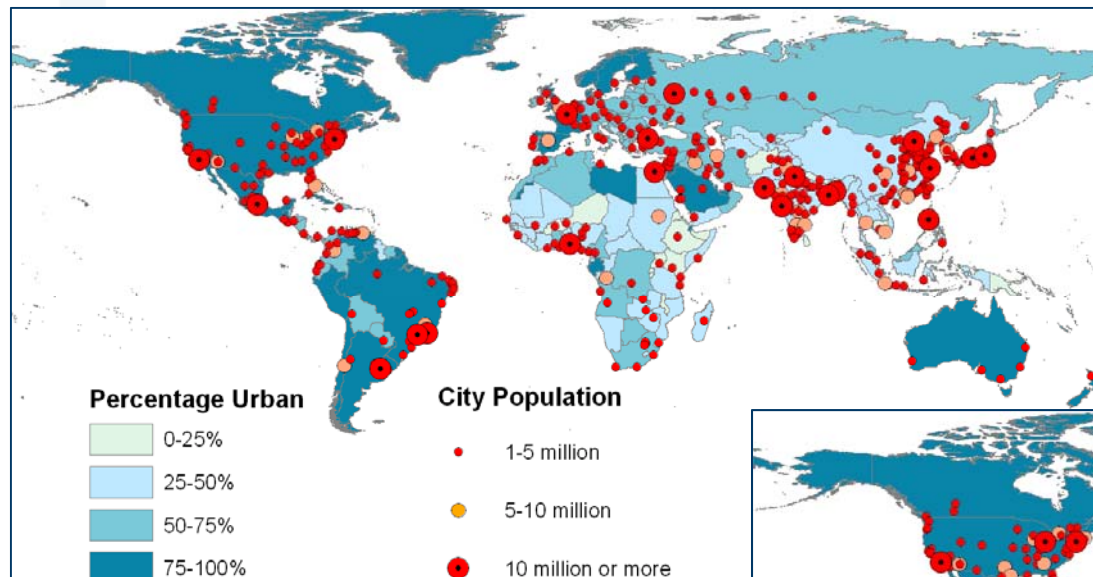 Percentage Urban
0-25%
25-50%
50-75%
75-100%
City Population
1-5 million
5-10 million
10 million or more